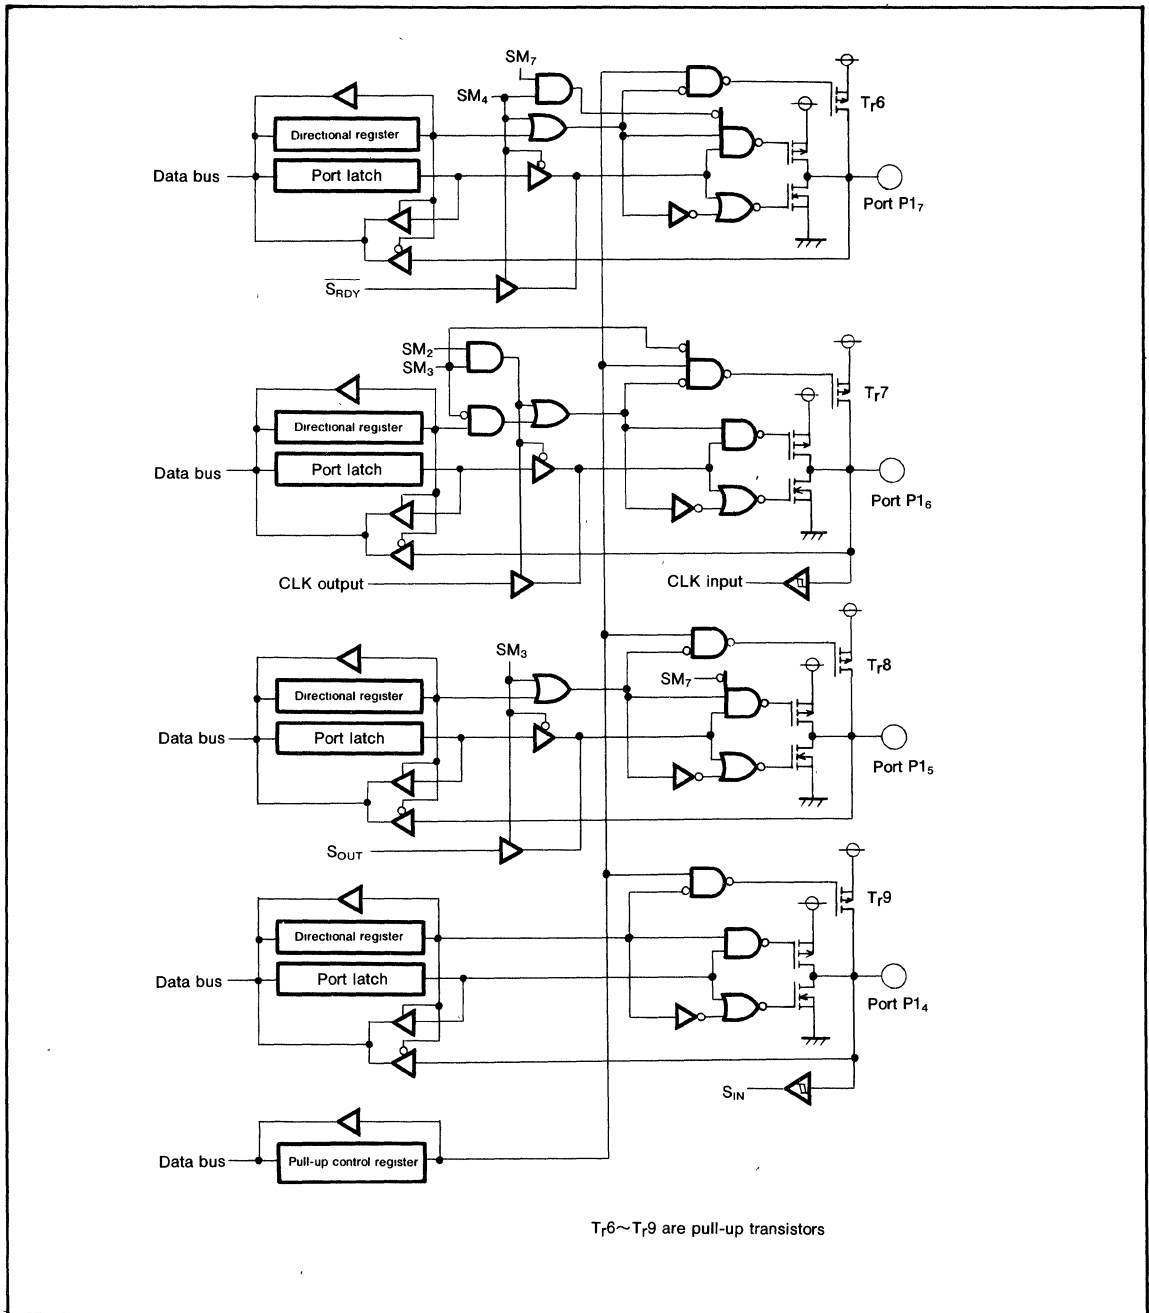 SM7
SM4
Tr6
Directional register
Data bus
Port latch
Port P17
SRDY
SM2
SM3
Tr7
Directional register
Data bus
Port latch
Port P16
CLK output
CLK input
SM3
Tr8
SM7
Directional register
Data bus
Port latch
Port P15
SOUT
Tr9
Directional register
Data bus
Port latch
Port P14
SIN
Data bus
Pull-up control register
Tr6~Tr9 are pull-up transistors